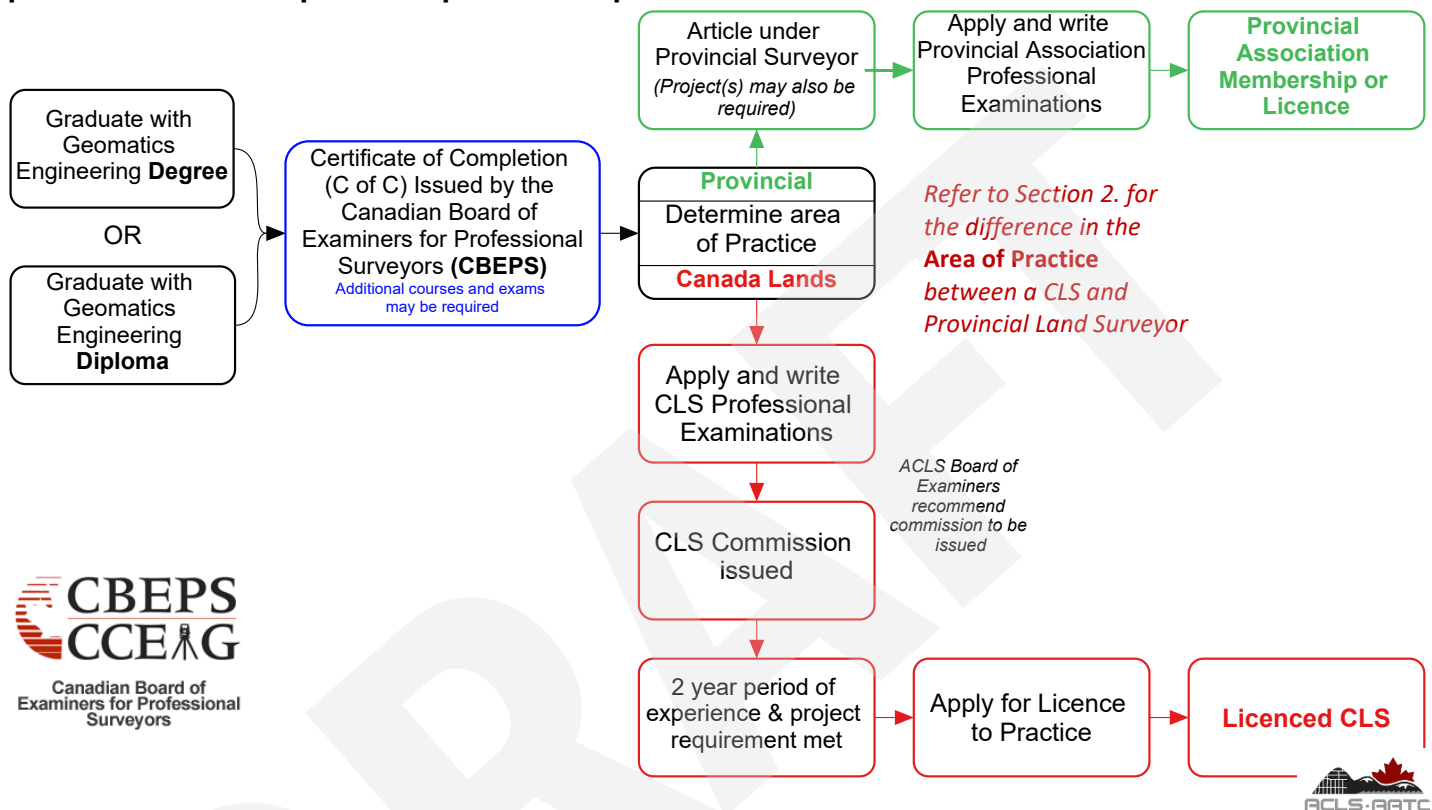 Graduate with
Geomatics
Engineering Degree
OR
Graduate with
Geomatics
Engineering
Diploma
Certificate of Completion
(C of C) Issued by the
Canadian Board of
Examiners for Professional
Surveyors (CBEPS)
Additional courses and exams
may be required
Provincial
Determine area
of Practice
Canada Lands
Article under
Provincial Surveyor
(Project(s) may also be
required)
Apply and write
Provincial Association
Professional
Examinations
Provincial
Association
Membership or
Licence
Refer to Section 2. for
the difference in the
Area of Practice
between a CLS and
Provincial Land Surveyor
Apply and write
CLS Professional
Examinations
ACLS Board of
Examiners
recommend
commission to be
issued
CLS Commission
issued
2 year period of
experience & project
requirement met
Apply for Licence
to Practice
Licenced CLS
CBEPS
CCEAG
Canadian Board of
Examiners for Professional
Surveyors
ACLS·AATC
DRAFT